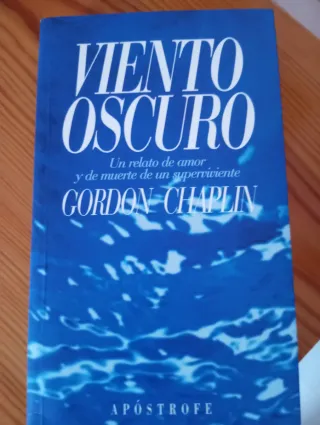 VIENTO
OSCURO
Un relato de amor
y de muerte de un superviviente
GORDON CHAPLIN
APÓSTROFE